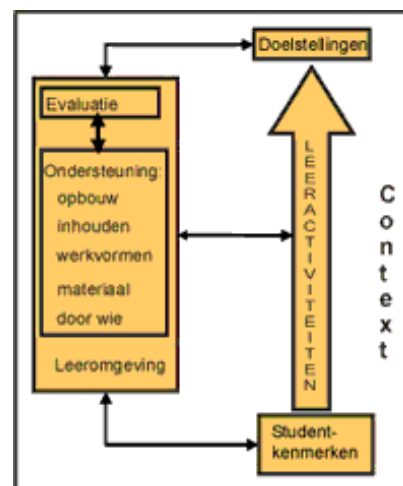 Doelstellingen
Evaluatie
Ondersteuning:
opbouw
inhouden
werkvormen
materiaal
door wie
Leeromgeving
LEERACTIVITEITEN
Context
Student-
kenmerken